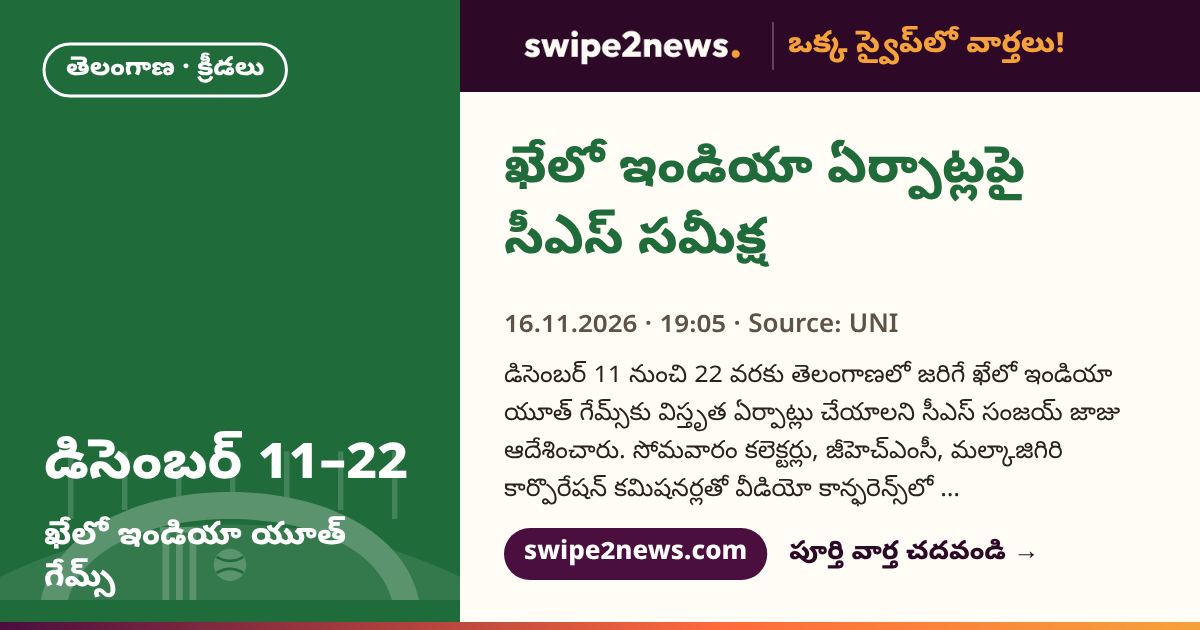 తెలంగాణ · క్రీడలు
swipe2news.
ఒక్క స్వైప్‌లో వార్తలు!
ఖేలో ఇండియా ఏర్పాట్లపై
సీఎస్ సమీక్ష
16.11.2026 · 19:05 · Source: UNI
డిసెంబర్ 11 నుంచి 22 వరకు తెలంగాణలో జరిగే ఖేలో ఇండియా
యూత్ గేమ్స్‌కు విస్తృత ఏర్పాట్లు చేయాలని సీఎస్ సంజయ్ జాజు
ఆదేశించారు. సోమవారం కలెక్టర్లు, జీహెచ్ఎంసీ, మల్కాజిగిరి
కార్పొరేషన్ కమిషనర్లతో వీడియో కాన్ఫరెన్స్‌లో ...
డిసెంబర్ 11–22
ఖేలో ఇండియా యూత్
గేమ్స్
swipe2news.com
పూర్తి వార్త చదవండి →